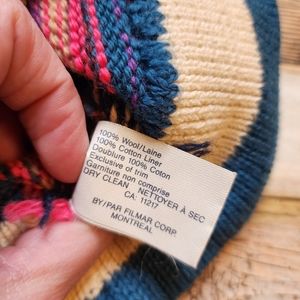 100% Wool/Laine
100% Cotton Liner
Doublure 100% Coton
Exclusive of trim
Garniture non comprise
DRY CLEAN NETTOYER À SEC
CA: 11217
BY/PAR FILMAR CORP.
MONTREAL